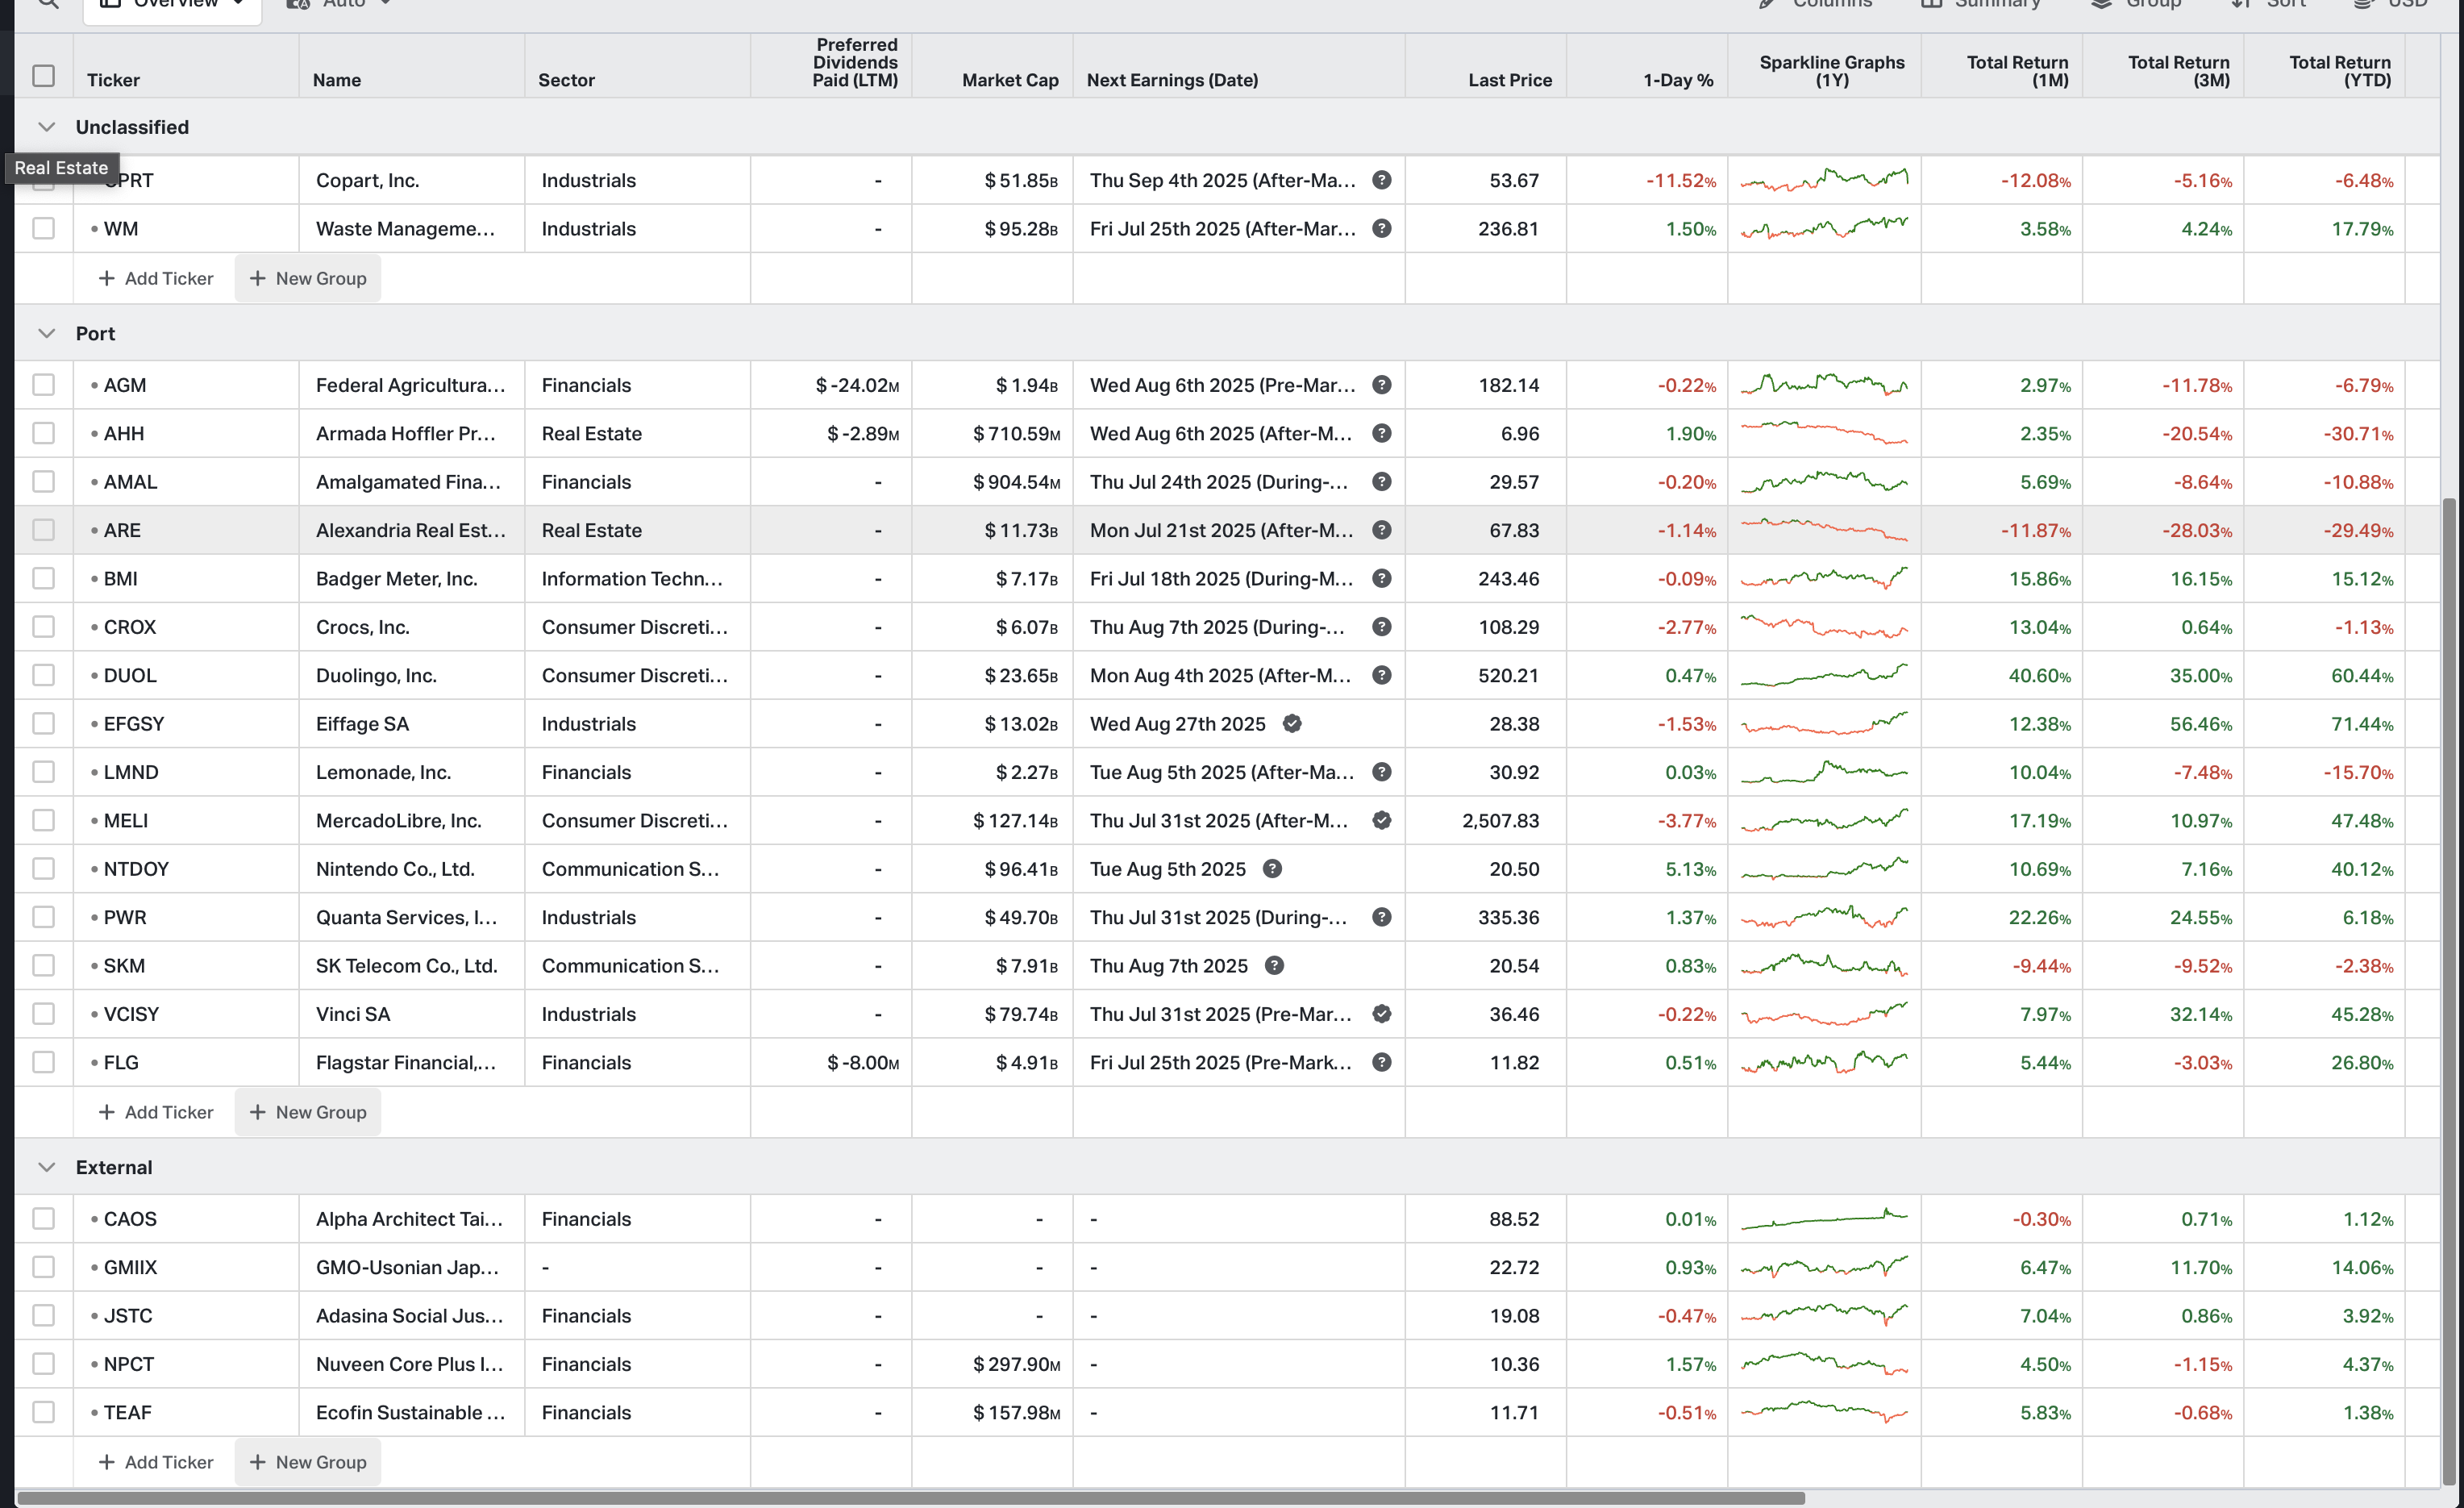 Overview Auto Columns Summary Group Sort USD
Ticker Name Sector Preferred Dividends Paid (LTM) Market Cap Next Earnings (Date) Last Price 1-Day % Sparkline Graphs (1Y) Total Return (1M) Total Return (3M) Total Return (YTD)
Unclassified
Real Estate
PRT Copart, Inc. Industrials - $ 51.85B Thu Sep 4th 2025 (After-Ma... ? 53.67 -11.52% -12.08% -5.16% -6.48%
• WM Waste Manageme... Industrials - $ 95.28B Fri Jul 25th 2025 (After-Mar... ? 236.81 1.50% 3.58% 4.24% 17.79%
+ Add Ticker + New Group
Port
• AGM Federal Agricultura... Financials $ -24.02M $ 1.94B Wed Aug 6th 2025 (Pre-Mar... ? 182.14 -0.22% 2.97% -11.78% -6.79%
• AHH Armada Hoffler Pr... Real Estate $ -2.89M $ 710.59M Wed Aug 6th 2025 (After-M... ? 6.96 1.90% 2.35% -20.54% -30.71%
• AMAL Amalgamated Fina... Financials - $ 904.54M Thu Jul 24th 2025 (During-... ? 29.57 -0.20% 5.69% -8.64% -10.88%
• ARE Alexandria Real Est... Real Estate - $ 11.73B Mon Jul 21st 2025 (After-M... ? 67.83 -1.14% -11.87% -28.03% -29.49%
• BMI Badger Meter, Inc. Information Techn... - $ 7.17B Fri Jul 18th 2025 (During-M... ? 243.46 -0.09% 15.86% 16.15% 15.12%
• CROX Crocs, Inc. Consumer Discreti... - $ 6.07B Thu Aug 7th 2025 (During-... ? 108.29 -2.77% 13.04% 0.64% -1.13%
• DUOL Duolingo, Inc. Consumer Discreti... - $ 23.65B Mon Aug 4th 2025 (After-M... ? 520.21 0.47% 40.60% 35.00% 60.44%
• EFGSY Eiffage SA Industrials - $ 13.02B Wed Aug 27th 2025 28.38 -1.53% 12.38% 56.46% 71.44%
• LMND Lemonade, Inc. Financials - $ 2.27B Tue Aug 5th 2025 (After-Ma... ? 30.92 0.03% 10.04% -7.48% -15.70%
• MELI MercadoLibre, Inc. Consumer Discreti... - $ 127.14B Thu Jul 31st 2025 (After-M... 2,507.83 -3.77% 17.19% 10.97% 47.48%
• NTDOY Nintendo Co., Ltd. Communication S... - $ 96.41B Tue Aug 5th 2025 ? 20.50 5.13% 10.69% 7.16% 40.12%
• PWR Quanta Services, I... Industrials - $ 49.70B Thu Jul 31st 2025 (During-... ? 335.36 1.37% 22.26% 24.55% 6.18%
• SKM SK Telecom Co., Ltd. Communication S... - $ 7.91B Thu Aug 7th 2025 ? 20.54 0.83% -9.44% -9.52% -2.38%
• VCISY Vinci SA Industrials - $ 79.74B Thu Jul 31st 2025 (Pre-Mar... 36.46 -0.22% 7.97% 32.14% 45.28%
• FLG Flagstar Financial,... Financials $ -8.00M $ 4.91B Fri Jul 25th 2025 (Pre-Mark... ? 11.82 0.51% 5.44% -3.03% 26.80%
+ Add Ticker + New Group
External
• CAOS Alpha Architect Tai... Financials - - - 88.52 0.01% -0.30% 0.71% 1.12%
• GMIIX GMO-Usonian Jap... - - - - 22.72 0.93% 6.47% 11.70% 14.06%
• JSTC Adasina Social Jus... Financials - - - 19.08 -0.47% 7.04% 0.86% 3.92%
• NPCT Nuveen Core Plus I... Financials - $ 297.90M - 10.36 1.57% 4.50% -1.15% 4.37%
• TEAF Ecofin Sustainable ... Financials - $ 157.98M - 11.71 -0.51% 5.83% -0.68% 1.38%
+ Add Ticker + New Group